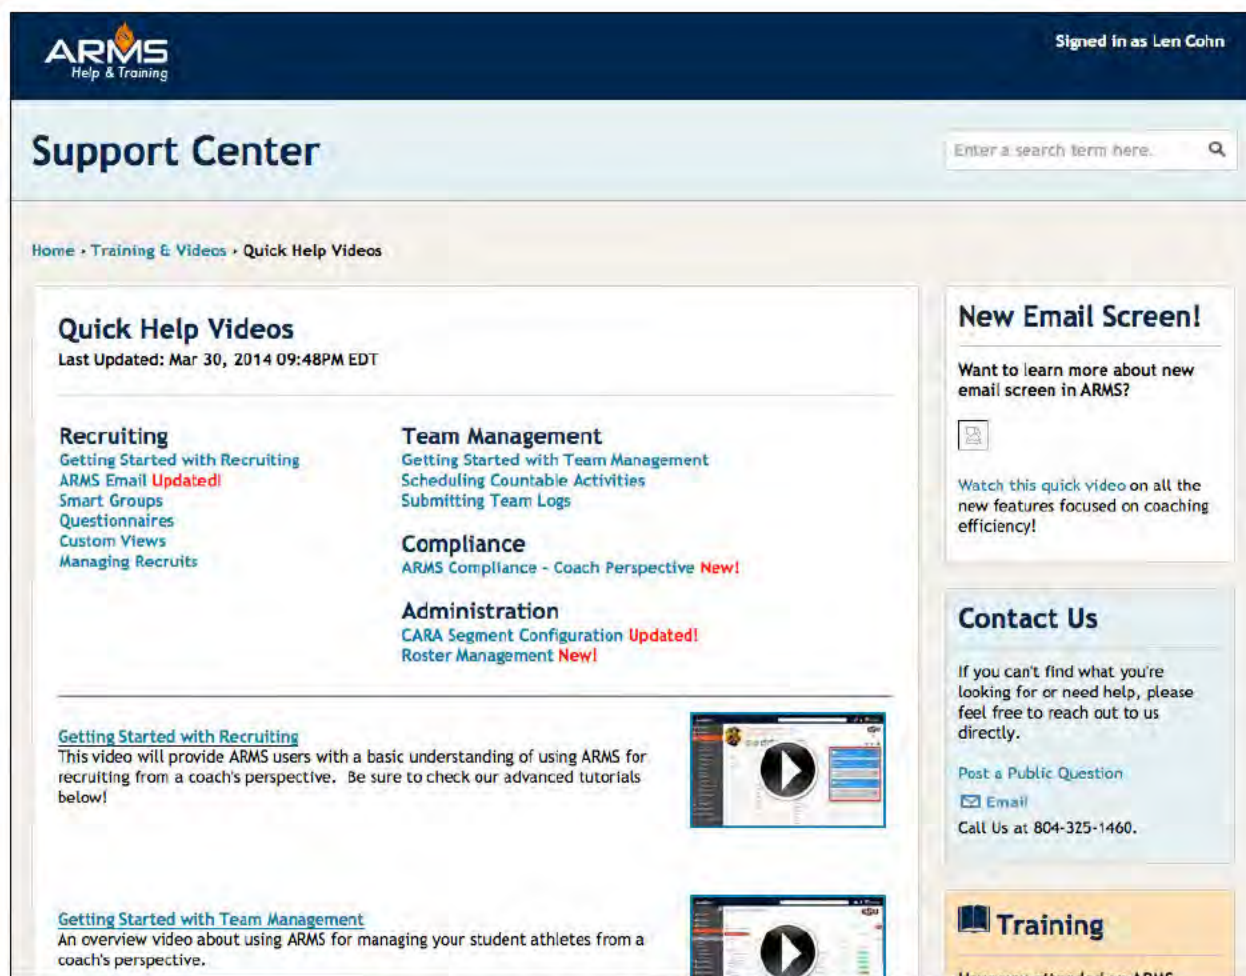 ARMS
Help & Training
Signed in as Len Cohn
Support Center
Enter a search term here.
Home › Training & Videos › Quick Help Videos
Quick Help Videos
Last Updated: Mar 30, 2014 09:48PM EDT
Recruiting
Getting Started with Recruiting
ARMS Email Updated!
Smart Groups
Questionnaires
Custom Views
Managing Recruits
Team Management
Getting Started with Team Management
Scheduling Countable Activities
Submitting Team Logs
Compliance
ARMS Compliance - Coach Perspective New!
Administration
CARA Segment Configuration Updated!
Roster Management New!
Getting Started with Recruiting
This video will provide ARMS users with a basic understanding of using ARMS for
recruiting from a coach's perspective. Be sure to check our advanced tutorials
below!
Getting Started with Team Management
An overview video about using ARMS for managing your student athletes from a
coach's perspective.
New Email Screen!
Want to learn more about new
email screen in ARMS?
Watch this quick video on all the
new features focused on coaching
efficiency!
Contact Us
If you can't find what you're
looking for or need help, please
feel free to reach out to us
directly.
Post a Public Question
Email
Call Us at 804-325-1460.
Training